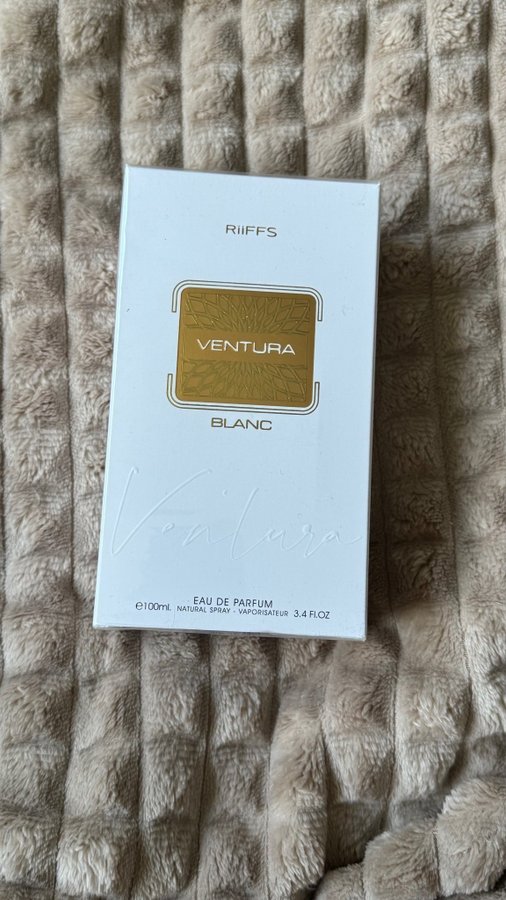 RiiFFS
VENTURA
BLANC
Ventura
EAU DE PARFUM
℮100ml. NATURAL SPRAY - VAPORISATEUR 3.4 FL.OZ